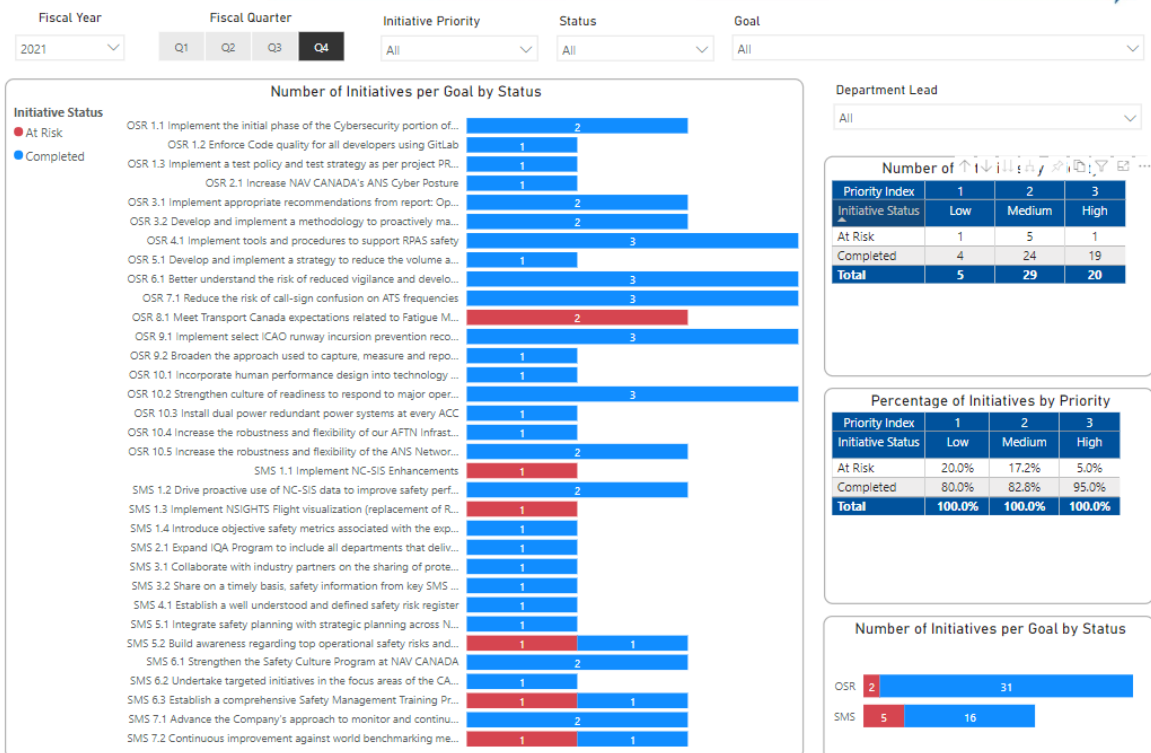 Fiscal Year
Fiscal Quarter
Initiative Priority
Status
Goal
2021
Q1 Q2 Q3 Q4
All
All
All
Number of Initiatives per Goal by Status
Initiative Status
At Risk
Completed
OSR 1.1 Implement the initial phase of the Cybersecurity portion of... 2
OSR 1.2 Enforce Code quality for all developers using GitLab 1
OSR 1.3 Implement a test policy and test strategy as per project PR... 1
OSR 2.1 Increase NAV CANADA's ANS Cyber Posture 1
OSR 3.1 Implement appropriate recommendations from report: Op... 2
OSR 3.2 Develop and implement a methodology to proactively ma... 2
OSR 4.1 Implement tools and procedures to support RPAS safety 3
OSR 5.1 Develop and implement a strategy to reduce the volume a... 1
OSR 6.1 Better understand the risk of reduced vigilance and develo... 3
OSR 7.1 Reduce the risk of call-sign confusion on ATS frequencies 3
OSR 8.1 Meet Transport Canada expectations related to Fatigue M... 2
OSR 9.1 Implement select ICAO runway incursion prevention reco... 3
OSR 9.2 Broaden the approach used to capture, measure and repo... 1
OSR 10.1 Incorporate human performance design into technology ... 1
OSR 10.2 Strengthen culture of readiness to respond to major oper... 3
OSR 10.3 Install dual power redundant power systems at every ACC 1
OSR 10.4 Increase the robustness and flexibility of our AFTN Infrast... 1
OSR 10.5 Increase the robustness and flexibility of the ANS Networ... 2
SMS 1.1 Implement NC-SIS Enhancements 1
SMS 1.2 Drive proactive use of NC-SIS data to improve safety perf... 2
SMS 1.3 Implement NSIGHTS Flight visualization (replacement of R... 1
SMS 1.4 Introduce objective safety metrics associated with the exp... 1
SMS 2.1 Expand IQA Program to include all departments that deliv... 1
SMS 3.1 Collaborate with industry partners on the sharing of prote... 1
SMS 3.2 Share on a timely basis, safety information from key SMS ... 1
SMS 4.1 Establish a well understood and defined safety risk register 1
SMS 5.1 Integrate safety planning with strategic planning across N... 1
SMS 5.2 Build awareness regarding top operational safety risks and... 1 1
SMS 6.1 Strengthen the Safety Culture Program at NAV CANADA 2
SMS 6.2 Undertake targeted initiatives in the focus areas of the CA... 1
SMS 6.3 Establish a comprehensive Safety Management Training Pr... 1 1
SMS 7.1 Advance the Company's approach to monitor and continu... 2
SMS 7.2 Continuous improvement against world benchmarking me... 1 1
Department Lead
All
Number of
Priority Index 1 2 3
Initiative Status Low Medium High
At Risk 1 5 1
Completed 4 24 19
Total 5 29 20
Percentage of Initiatives by Priority
Priority Index 1 2 3
Initiative Status Low Medium High
At Risk 20.0% 17.2% 5.0%
Completed 80.0% 82.8% 95.0%
Total 100.0% 100.0% 100.0%
Number of Initiatives per Goal by Status
OSR 2 31
SMS 5 16